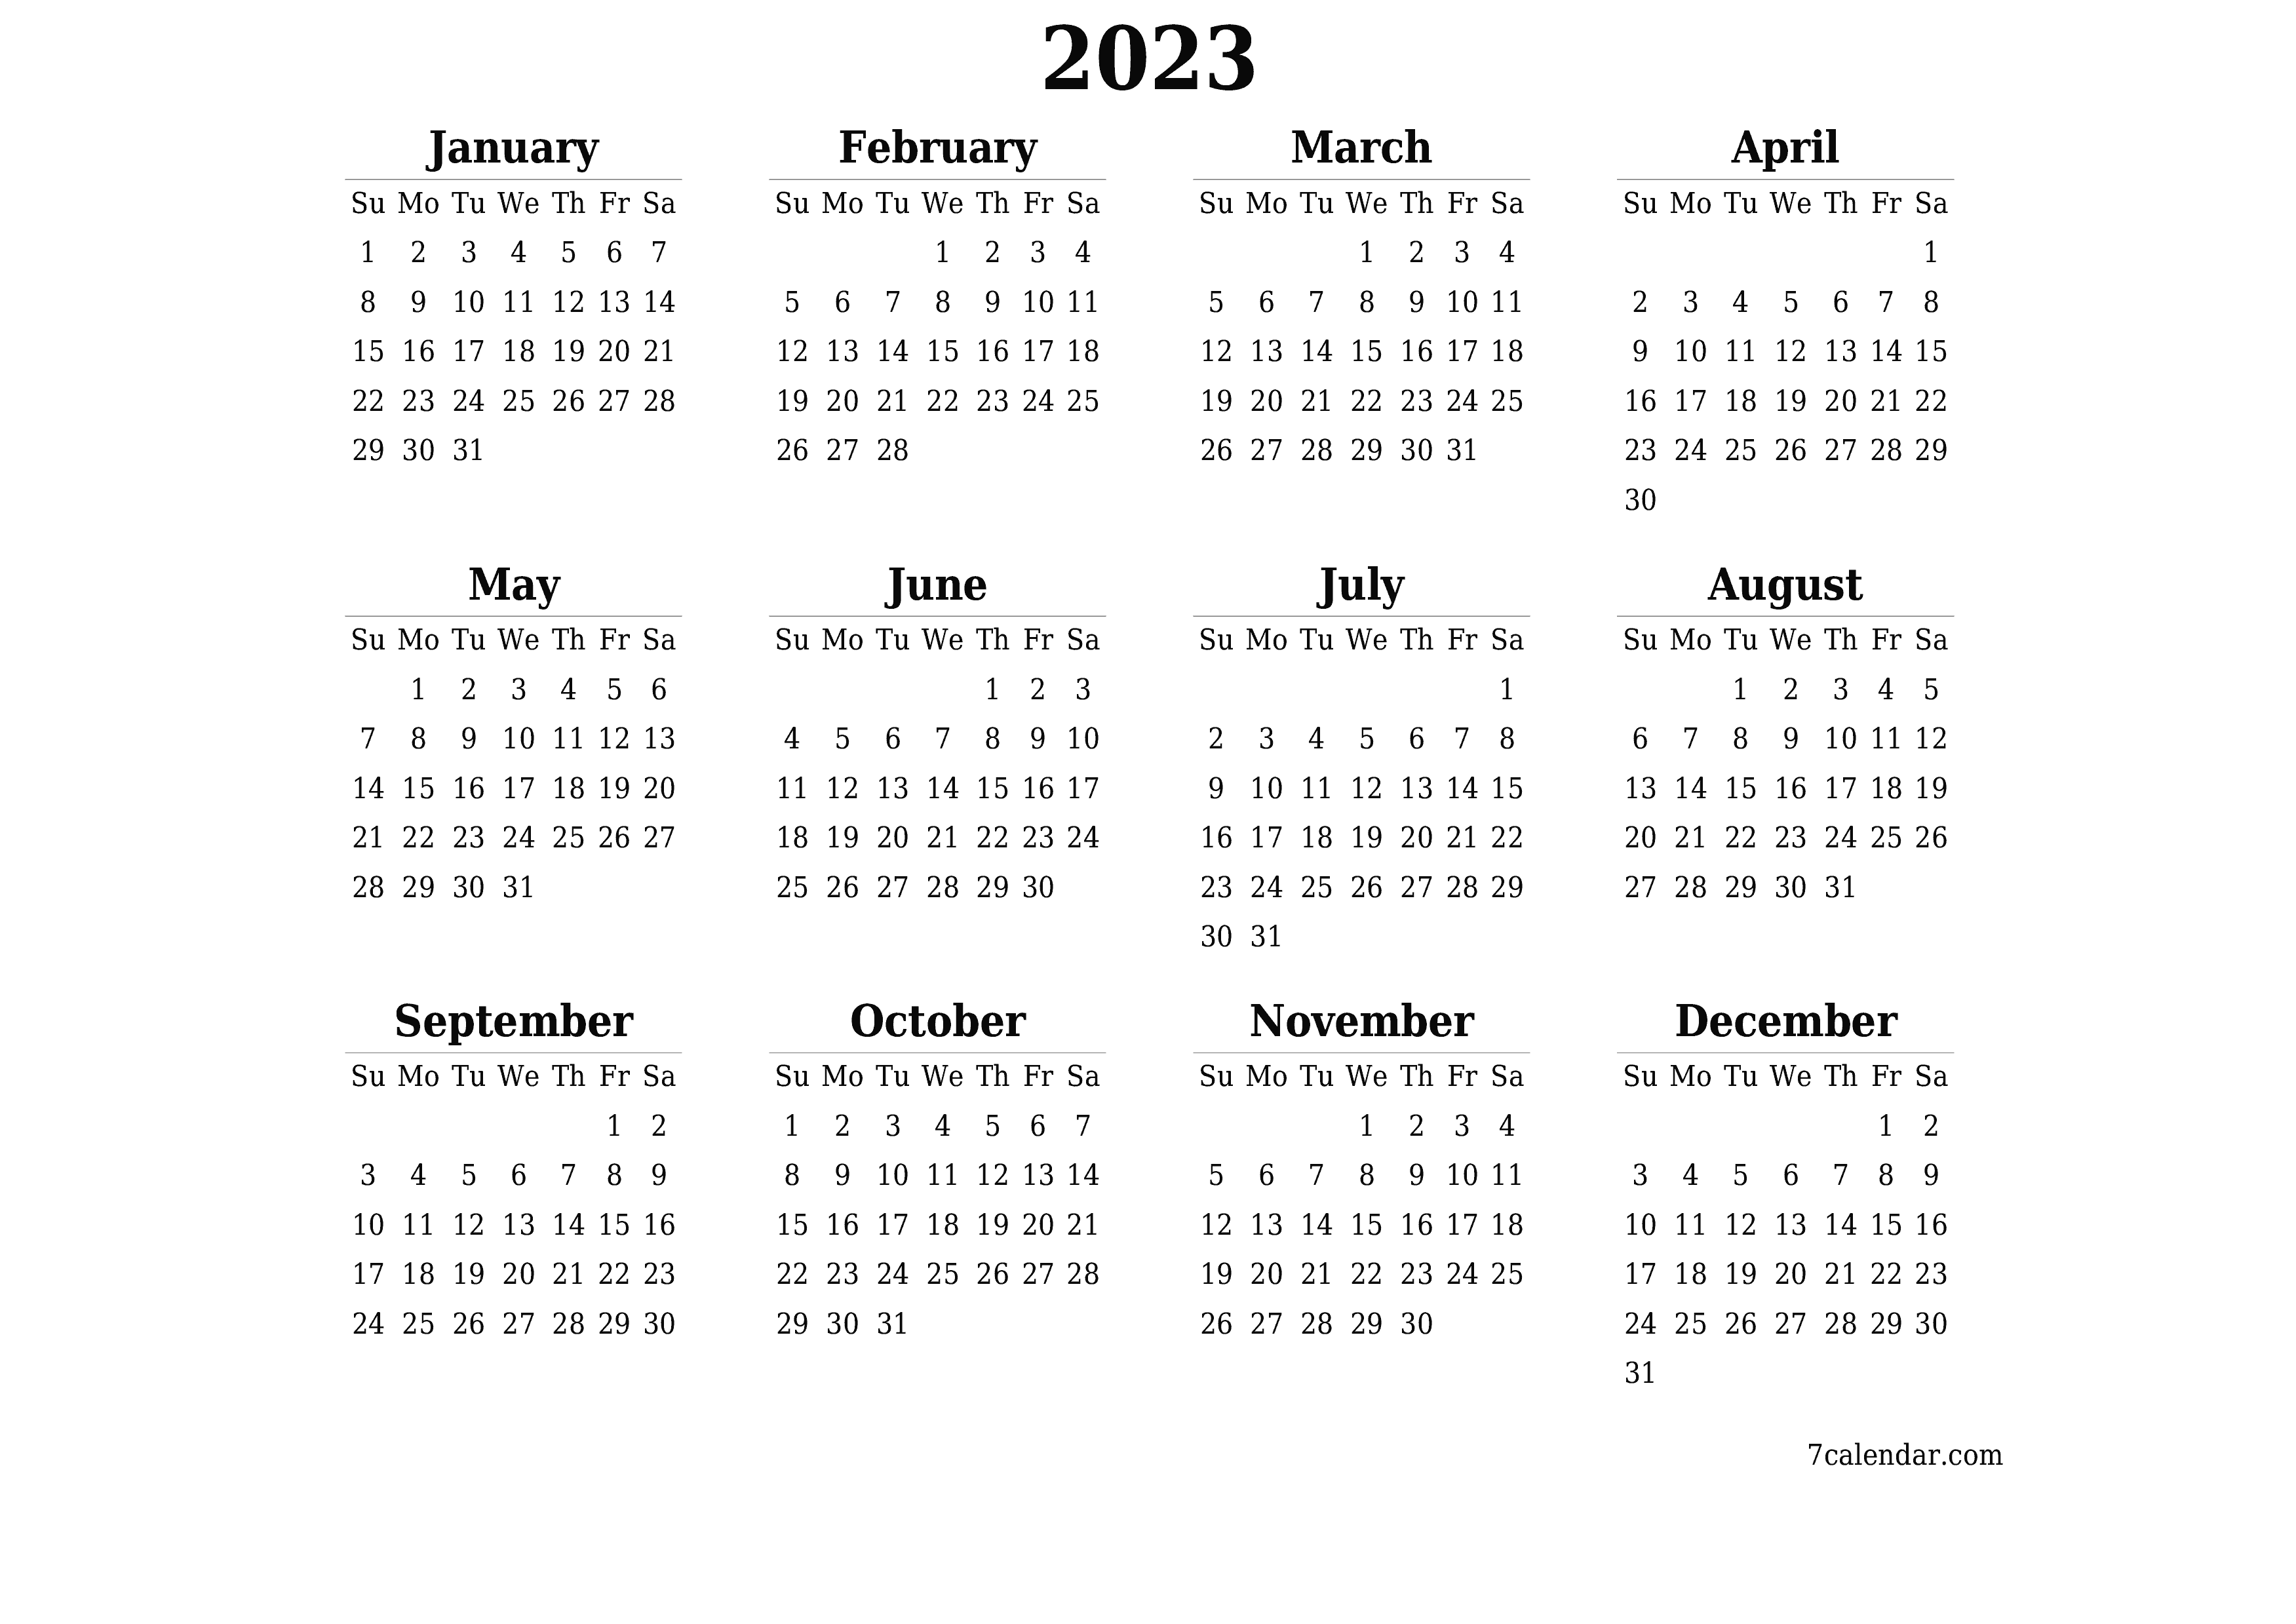 2023
January
Su Mo Tu We Th Fr Sa
1 2 3 4 5 6 7
8 9 10 11 12 13 14
15 16 17 18 19 20 21
22 23 24 25 26 27 28
29 30 31
February
Su Mo Tu We Th Fr Sa
1 2 3 4
5 6 7 8 9 10 11
12 13 14 15 16 17 18
19 20 21 22 23 24 25
26 27 28
March
Su Mo Tu We Th Fr Sa
1 2 3 4
5 6 7 8 9 10 11
12 13 14 15 16 17 18
19 20 21 22 23 24 25
26 27 28 29 30 31
April
Su Mo Tu We Th Fr Sa
1
2 3 4 5 6 7 8
9 10 11 12 13 14 15
16 17 18 19 20 21 22
23 24 25 26 27 28 29
30
May
Su Mo Tu We Th Fr Sa
1 2 3 4 5 6
7 8 9 10 11 12 13
14 15 16 17 18 19 20
21 22 23 24 25 26 27
28 29 30 31
June
Su Mo Tu We Th Fr Sa
1 2 3
4 5 6 7 8 9 10
11 12 13 14 15 16 17
18 19 20 21 22 23 24
25 26 27 28 29 30
July
Su Mo Tu We Th Fr Sa
1
2 3 4 5 6 7 8
9 10 11 12 13 14 15
16 17 18 19 20 21 22
23 24 25 26 27 28 29
30 31
August
Su Mo Tu We Th Fr Sa
1 2 3 4 5
6 7 8 9 10 11 12
13 14 15 16 17 18 19
20 21 22 23 24 25 26
27 28 29 30 31
September
Su Mo Tu We Th Fr Sa
1 2
3 4 5 6 7 8 9
10 11 12 13 14 15 16
17 18 19 20 21 22 23
24 25 26 27 28 29 30
October
Su Mo Tu We Th Fr Sa
1 2 3 4 5 6 7
8 9 10 11 12 13 14
15 16 17 18 19 20 21
22 23 24 25 26 27 28
29 30 31
November
Su Mo Tu We Th Fr Sa
1 2 3 4
5 6 7 8 9 10 11
12 13 14 15 16 17 18
19 20 21 22 23 24 25
26 27 28 29 30
December
Su Mo Tu We Th Fr Sa
1 2
3 4 5 6 7 8 9
10 11 12 13 14 15 16
17 18 19 20 21 22 23
24 25 26 27 28 29 30
31
7calendar.com